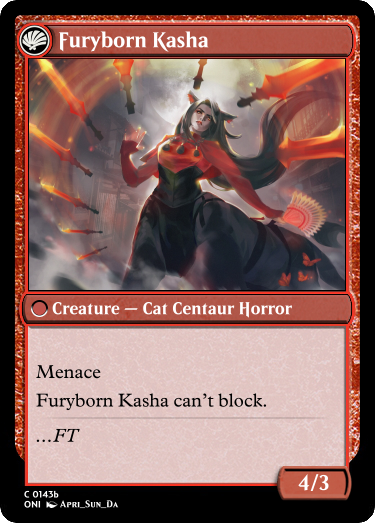 Furyborn Kasha
Creature — Cat Centaur Horror
Menace
Furyborn Kasha can't block.
...FT
4/3
C 0143b
ONI Apri_Sun_Da